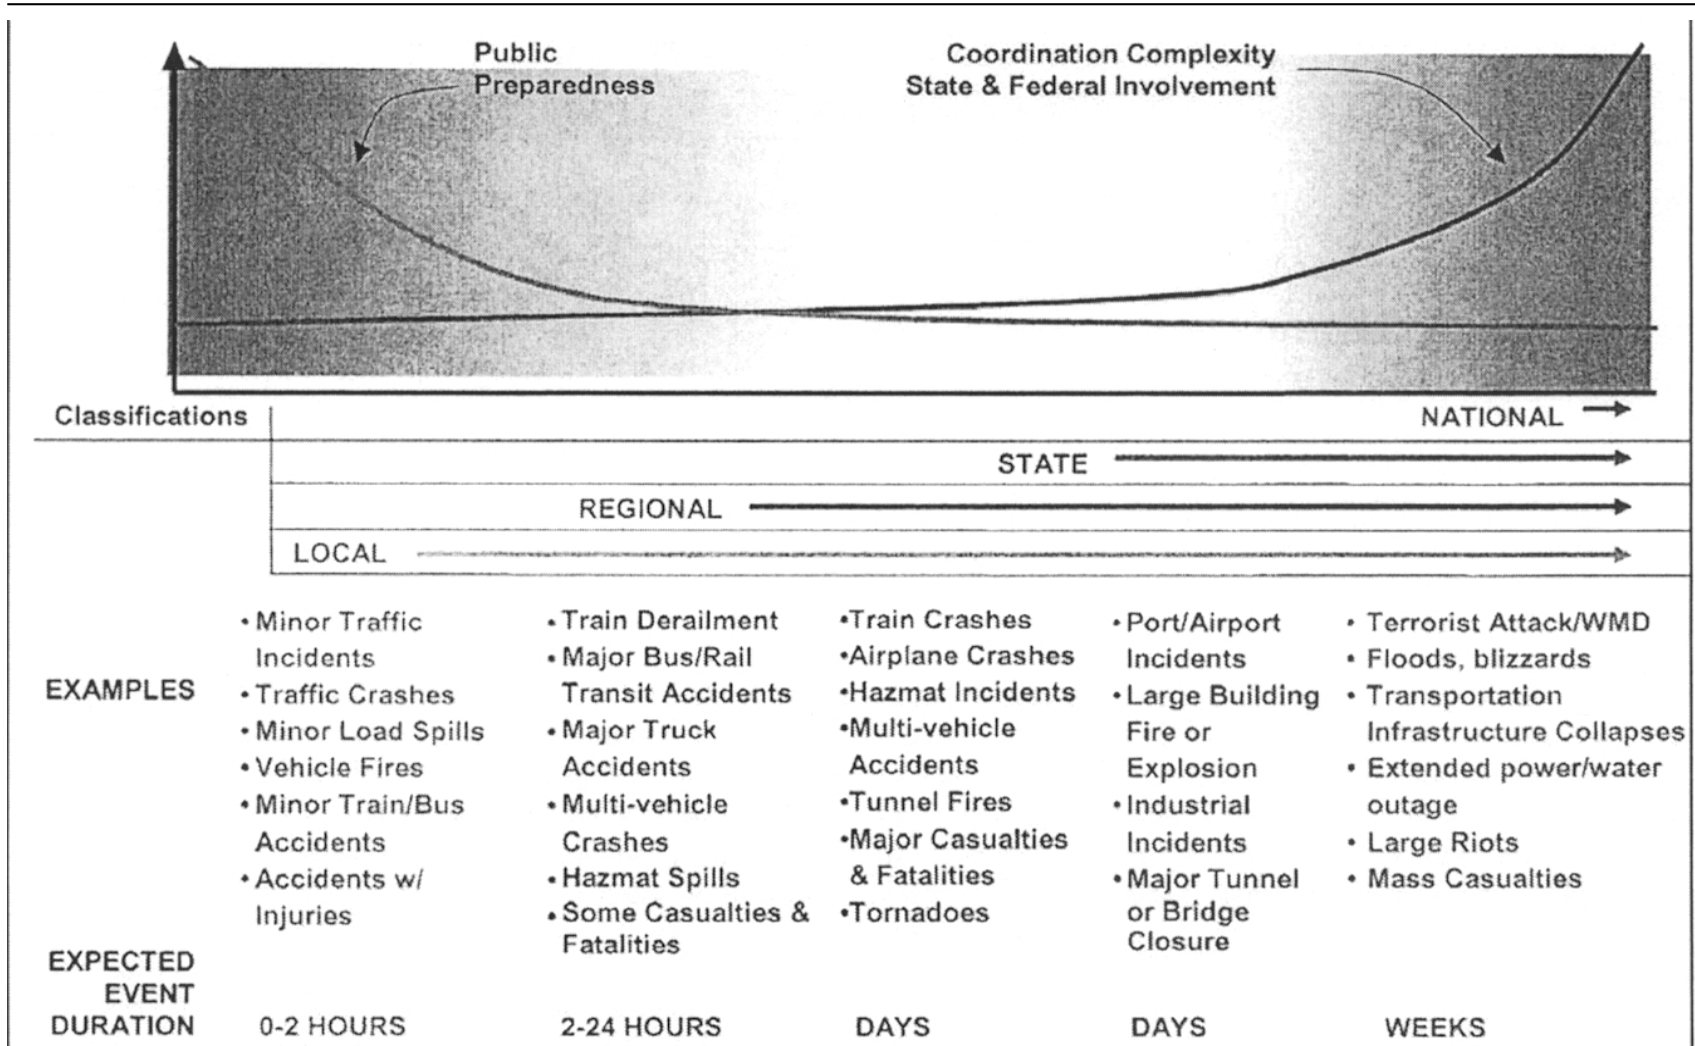 Public
Preparedness
Coordination Complexity
State & Federal Involvement
Classifications
NATIONAL
STATE
REGIONAL
LOCAL
EXAMPLES
• Minor Traffic
Incidents
• Traffic Crashes
• Minor Load Spills
• Vehicle Fires
• Minor Train/Bus
Accidents
• Accidents w/
Injuries
• Train Derailment
• Major Bus/Rail
Transit Accidents
• Major Truck
Accidents
• Multi-vehicle
Crashes
• Hazmat Spills
• Some Casualties &
Fatalities
•Train Crashes
•Airplane Crashes
•Hazmat Incidents
•Multi-vehicle
Accidents
•Tunnel Fires
•Major Casualties
& Fatalities
•Tornadoes
• Port/Airport
Incidents
• Large Building
Fire or
Explosion
• Industrial
Incidents
• Major Tunnel
or Bridge
Closure
• Terrorist Attack/WMD
• Floods, blizzards
• Transportation
Infrastructure Collapses
• Extended power/water
outage
• Large Riots
• Mass Casualties
EXPECTED
EVENT
DURATION
0-2 HOURS
2-24 HOURS
DAYS
DAYS
WEEKS